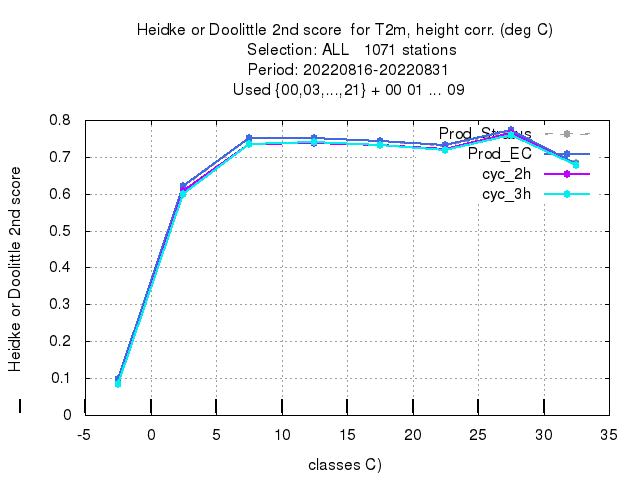 Heidke or Doolittle 2nd score for T2m, height corr. (deg C)
Selection: ALL 1071 stations
Period: 20220816-20220831
Used {00,03,...,21} + 00 01 ... 09
Prod_Stratus
Prod_EC
cyc_2h
cyc_3h
0.8
0.7
0.6
0.5
0.4
0.3
0.2
0.1
0
Heidke or Doolittle 2nd score
-5 0 5 10 15 20 25 30 35
classes C)